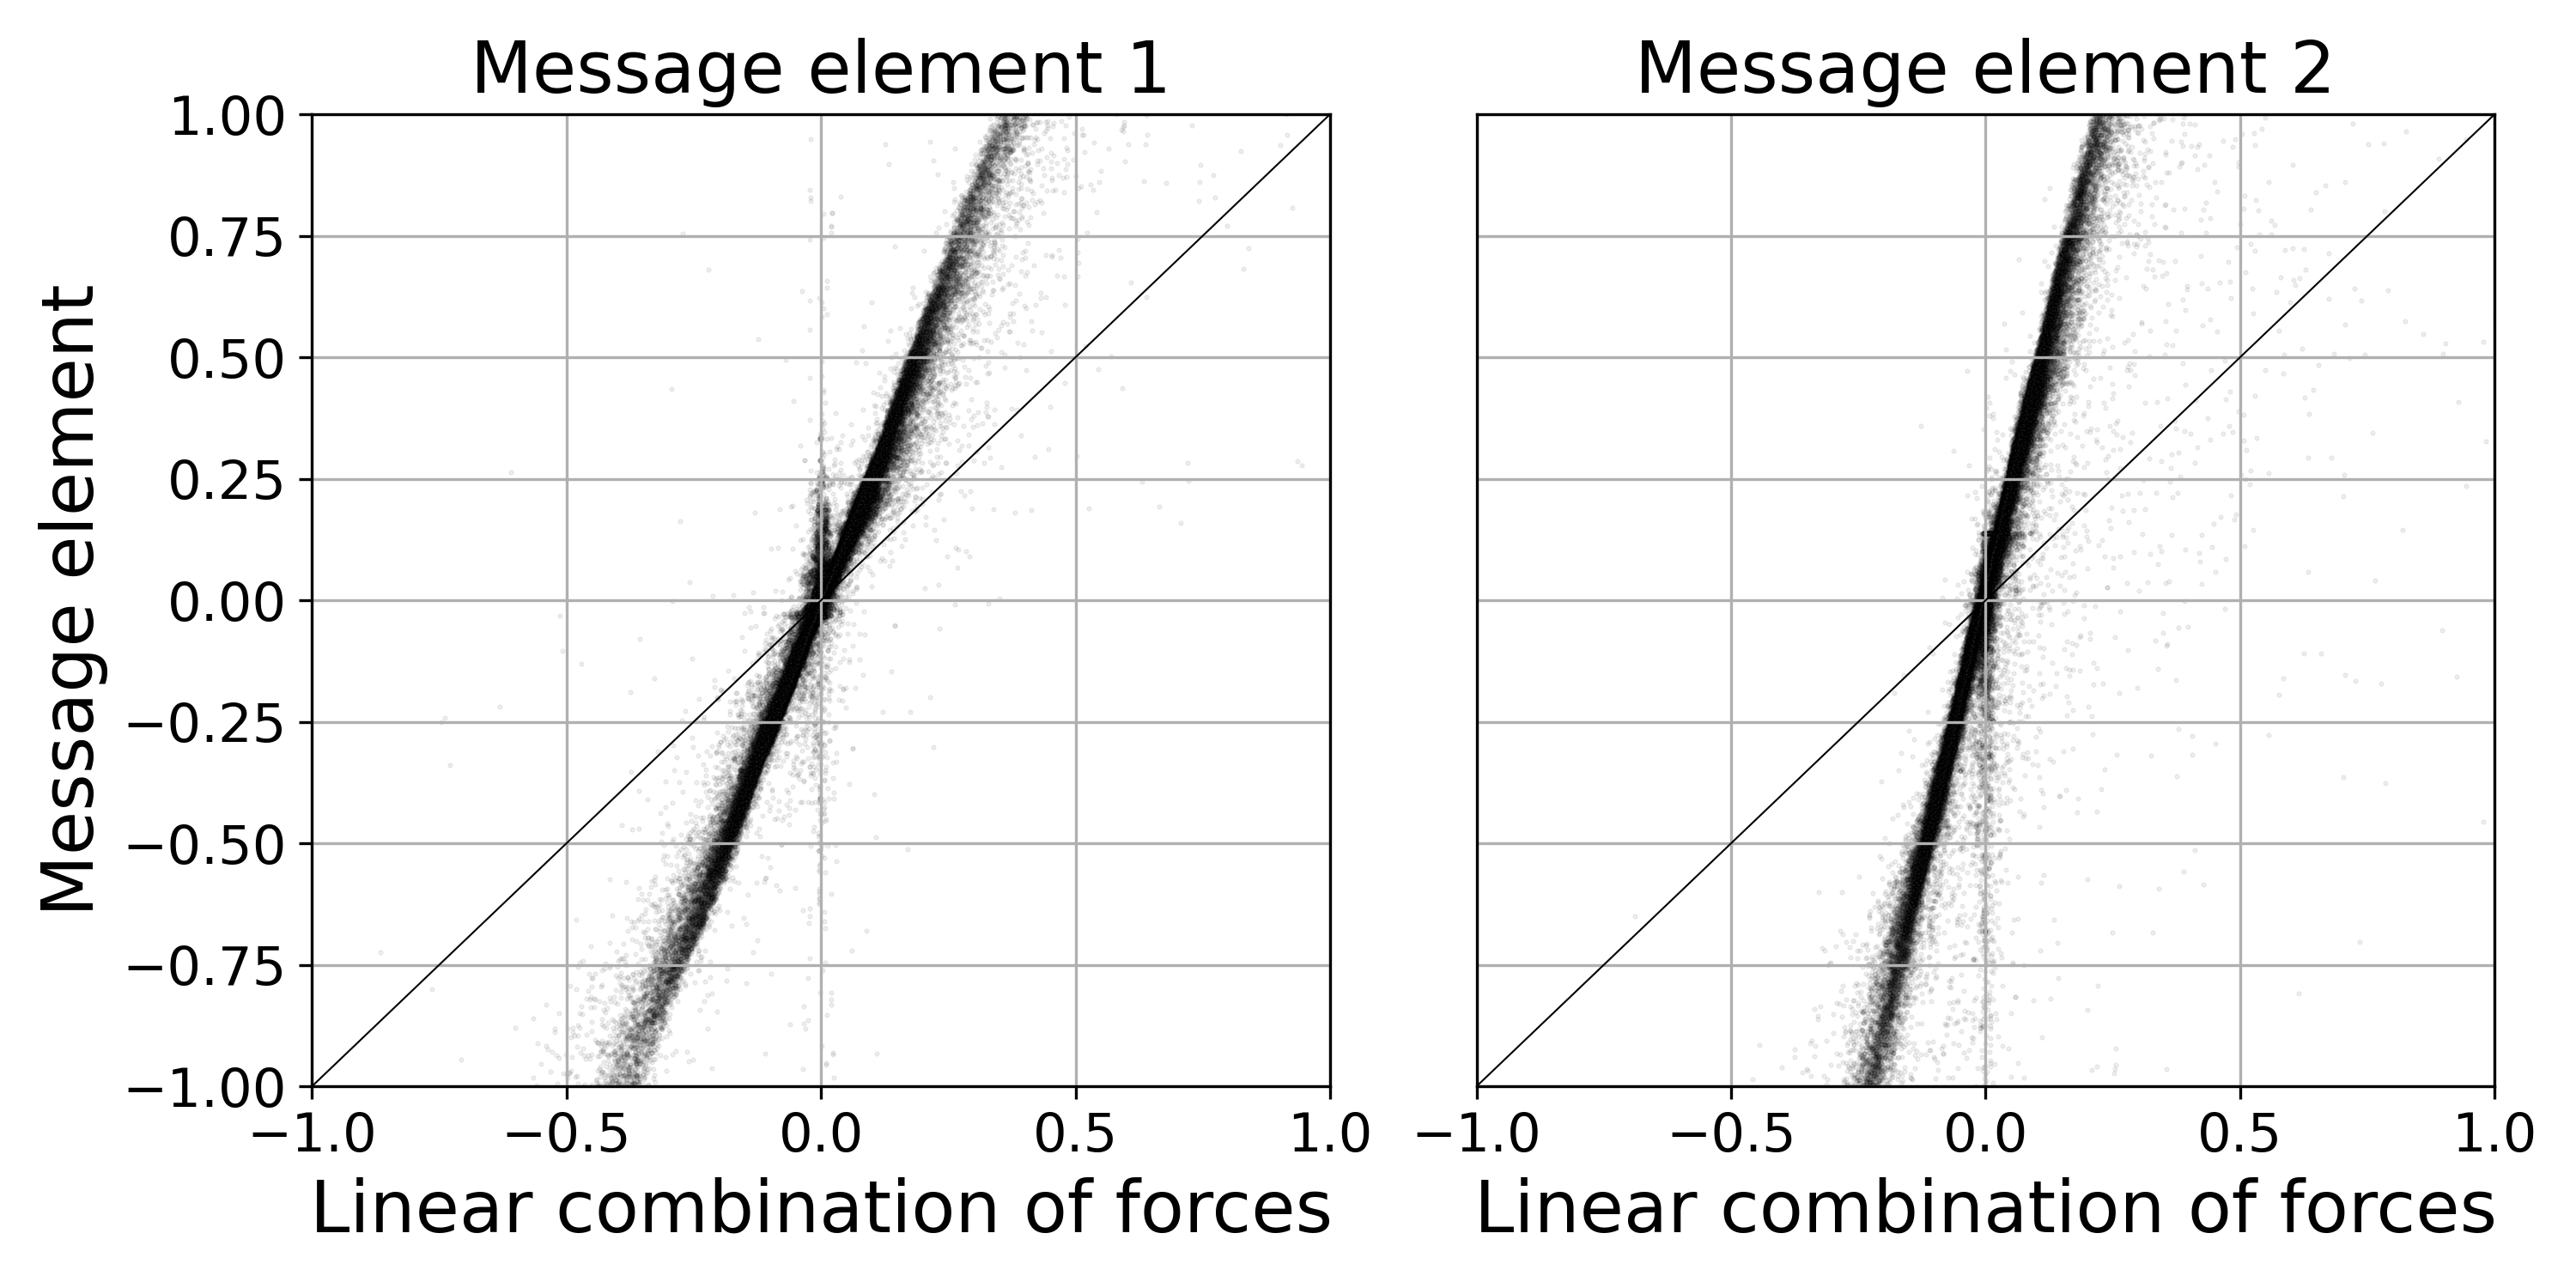 Message element 1
Message element 2
Message element
1.00
0.75
0.50
0.25
0.00
−0.25
−0.50
−0.75
−1.00
−1.0 −0.5 0.0 0.5 1.0
−1.0 −0.5 0.0 0.5 1.0
Linear combination of forces
Linear combination of forces